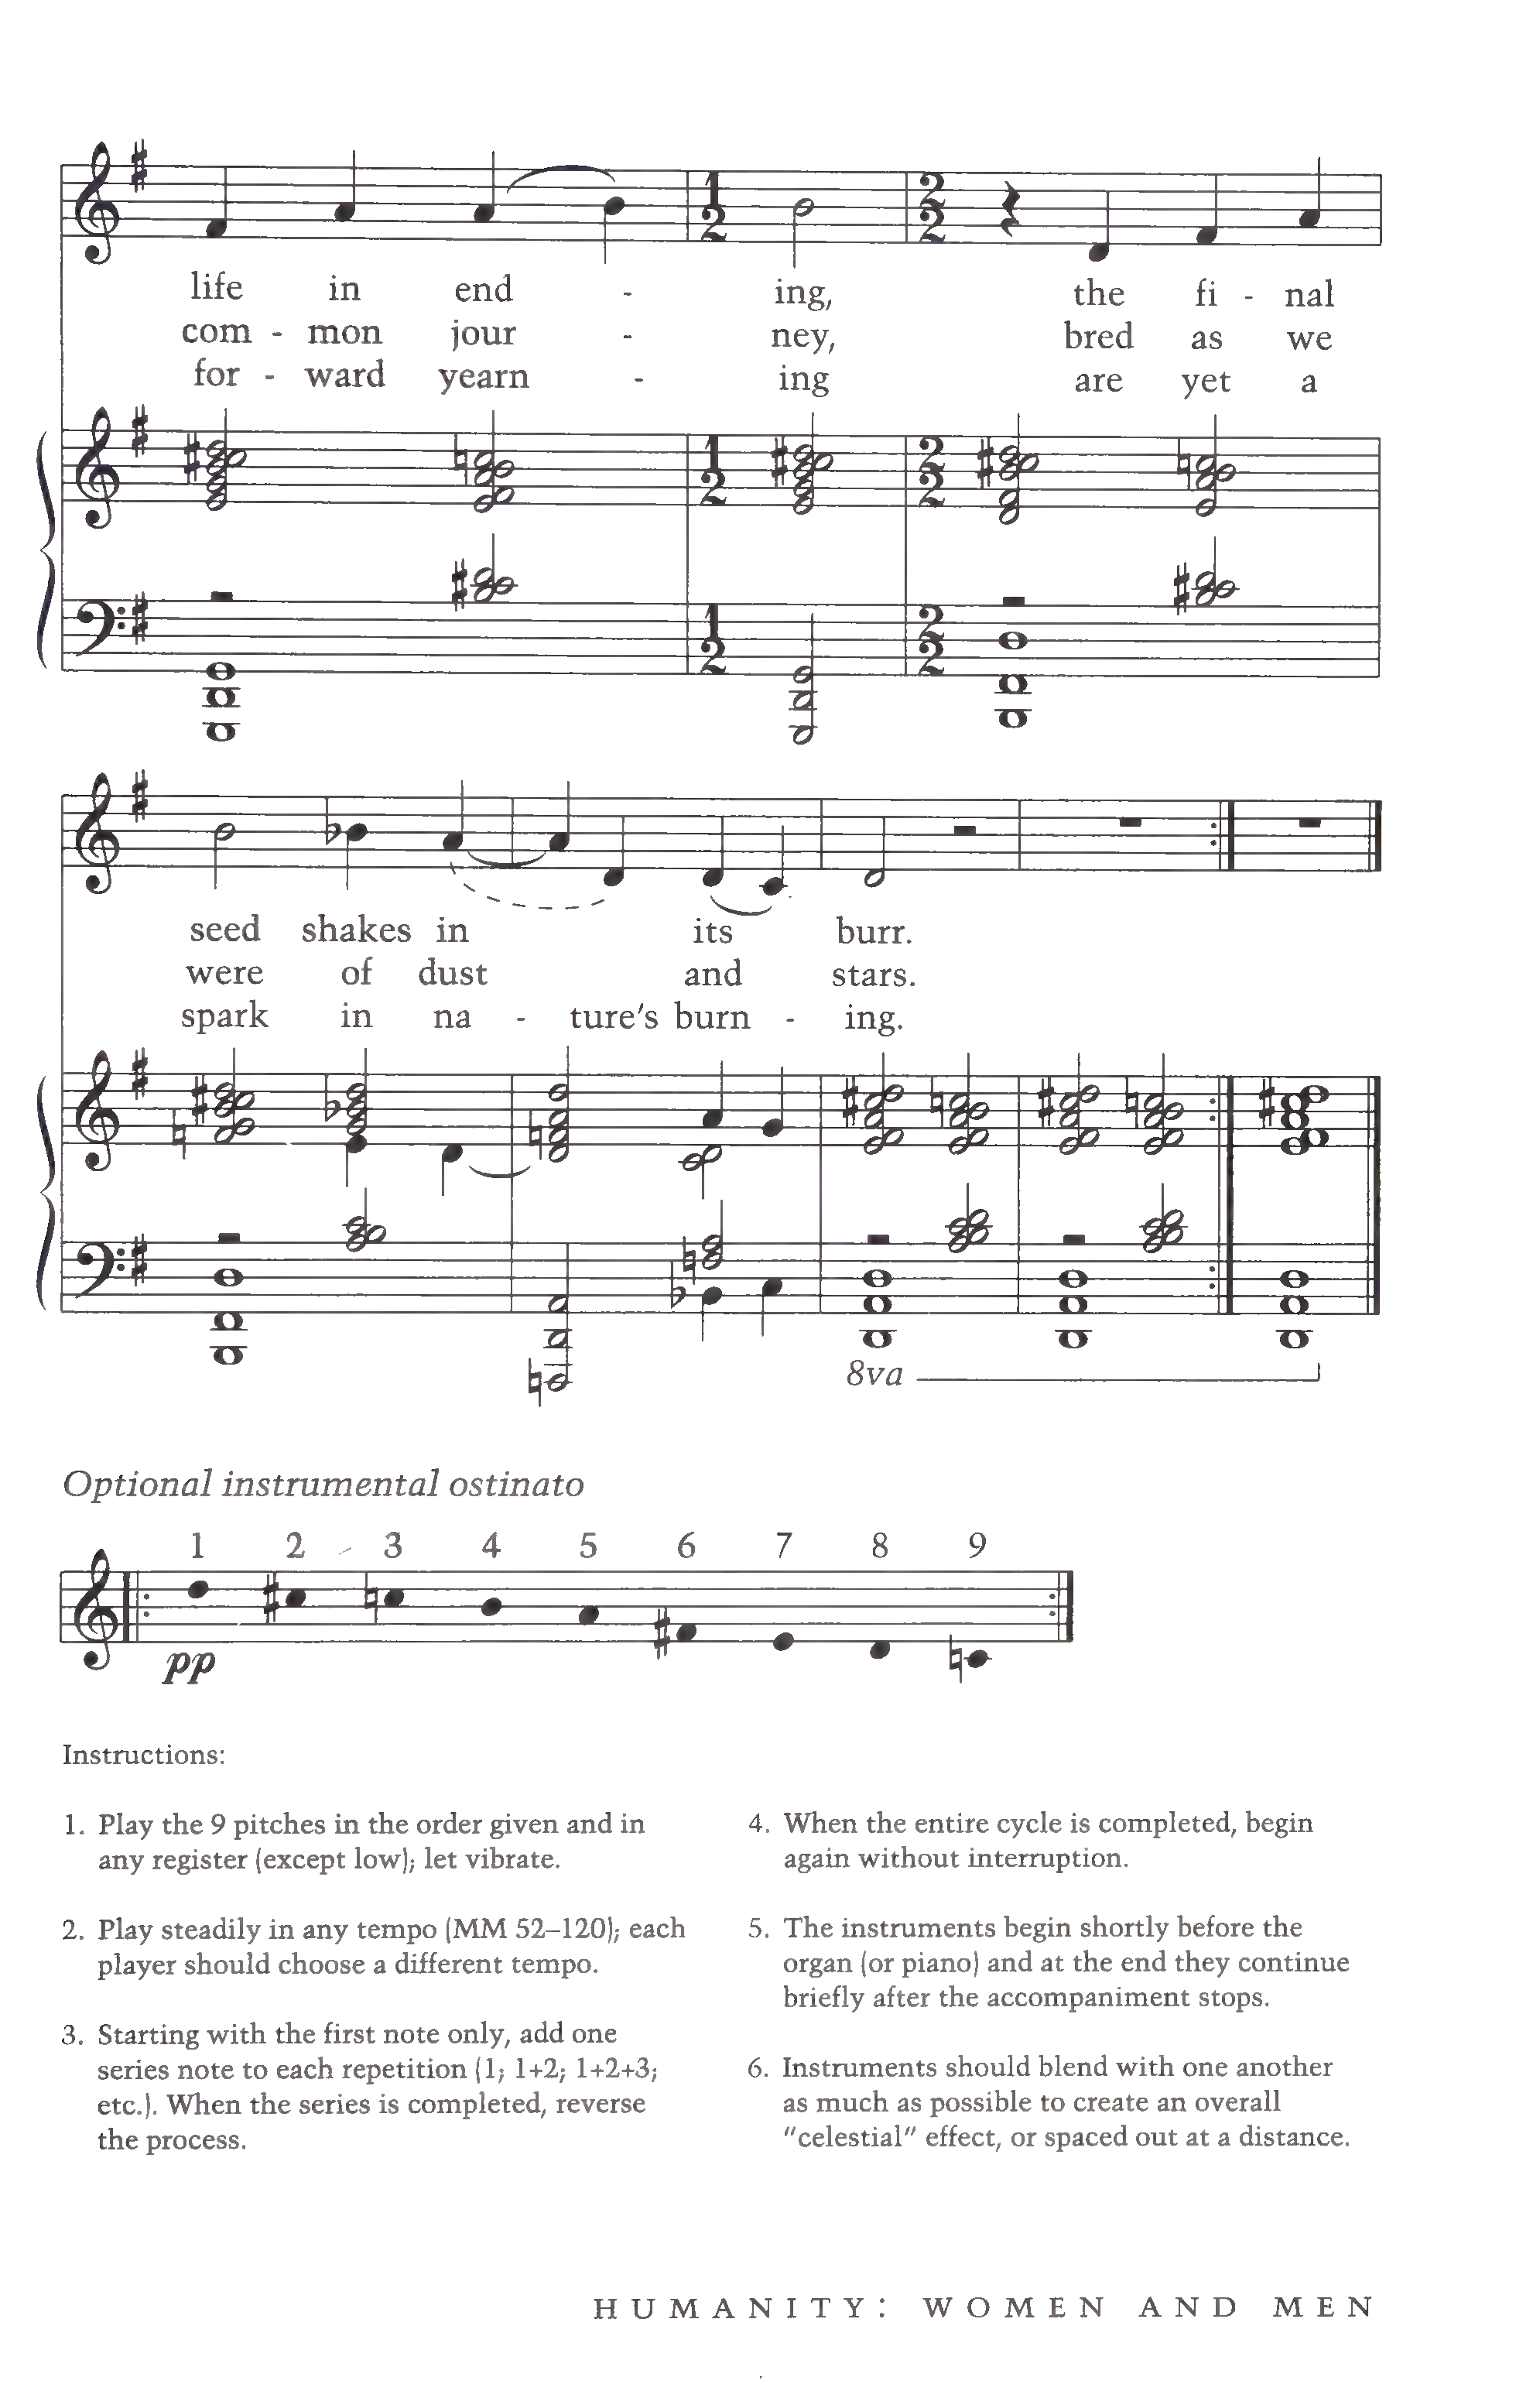 life in end - ing, the fi - nal
com - mon jour - ney, bred as we
for - ward yearn - ing are yet a
seed shakes in its burr.
were of dust and stars.
spark in na - ture's burn - ing.
8va
Optional instrumental ostinato
1 2 3 4 5 6 7 8 9
pp
Instructions:
1. Play the 9 pitches in the order given and in
any register (except low); let vibrate.
2. Play steadily in any tempo (MM 52–120); each
player should choose a different tempo.
3. Starting with the first note only, add one
series note to each repetition (1; 1+2; 1+2+3;
etc.). When the series is completed, reverse
the process.
4. When the entire cycle is completed, begin
again without interruption.
5. The instruments begin shortly before the
organ (or piano) and at the end they continue
briefly after the accompaniment stops.
6. Instruments should blend with one another
as much as possible to create an overall
"celestial" effect, or spaced out at a distance.
HUMANITY: WOMEN AND MEN